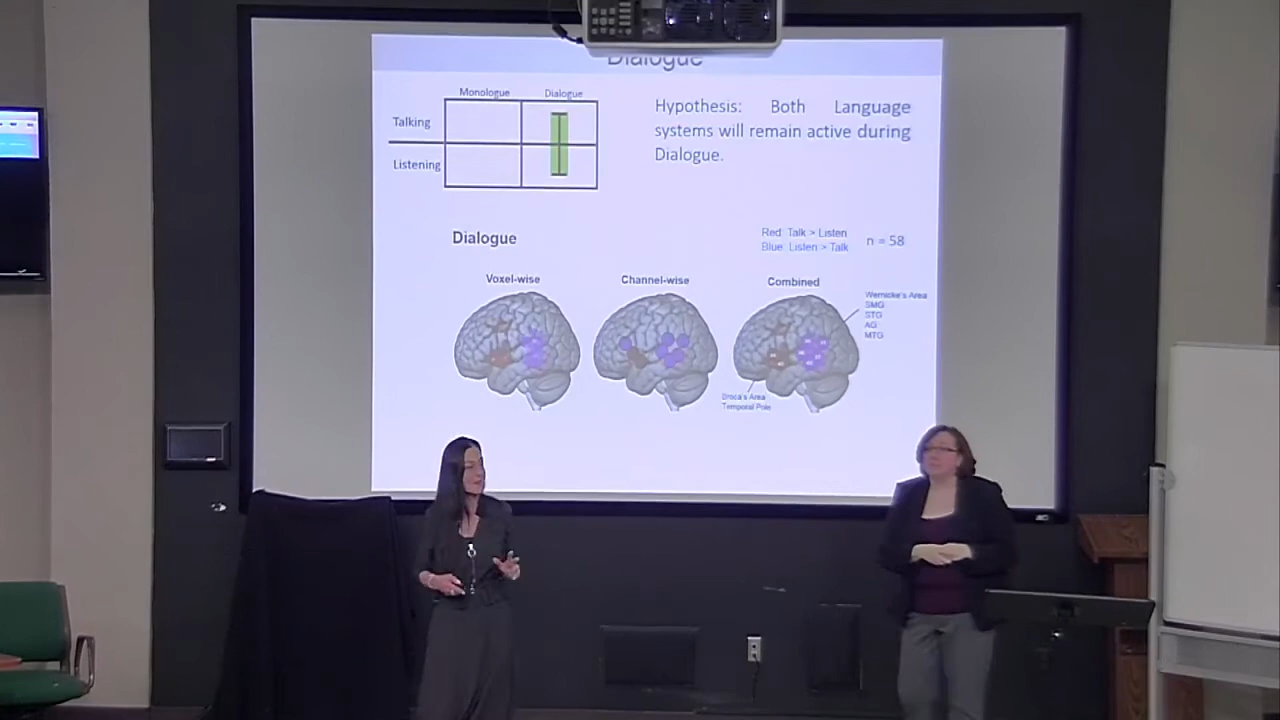 Dialogue
Monologue Dialogue
Talking
Listening
Hypothesis: Both Language
systems will remain active during
Dialogue.
Dialogue
Red: Talk > Listen
Blue: Listen > Talk
n = 58
Voxel-wise
Channel-wise
Combined
Wernicke's Area
SMG
STG
AG
MTG
Broca's Area
Temporal Pole